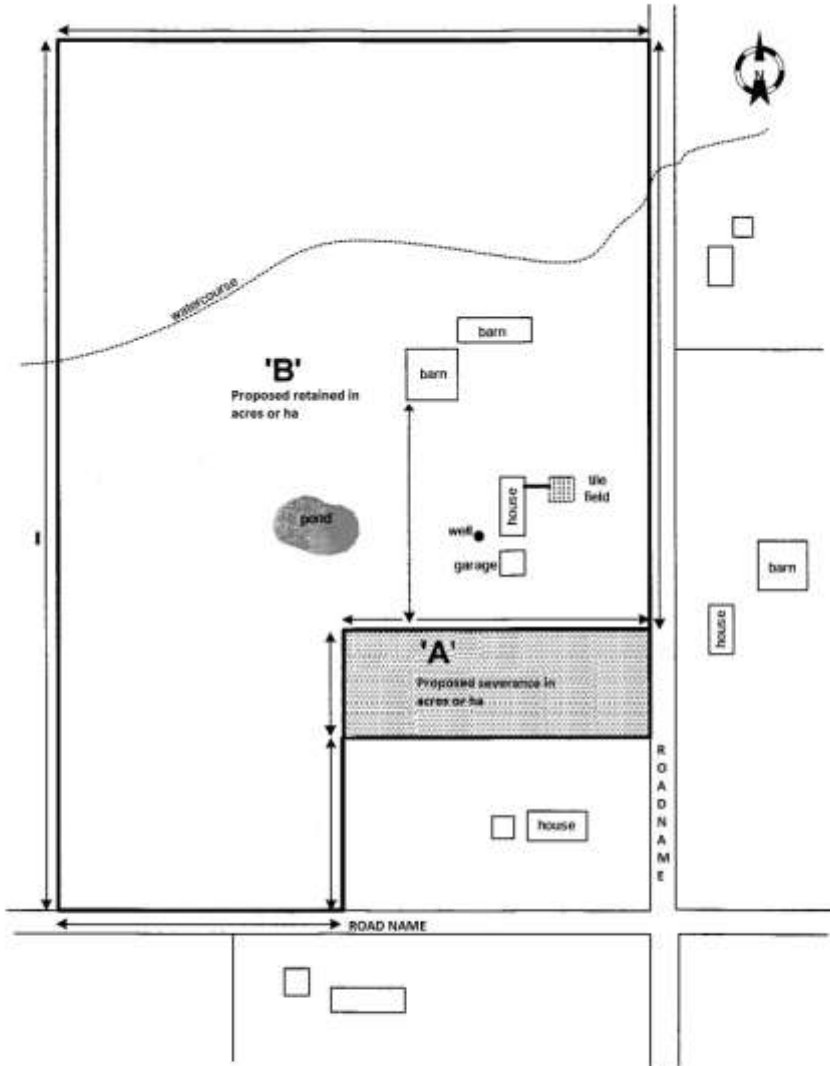 N
watercourse
barn
'B'
barn
Proposed retained in
acres or ha
house
tile
field
pond
well
garage
barn
house
'A'
Proposed severance in
acres or ha
ROADNAME
house
ROAD NAME